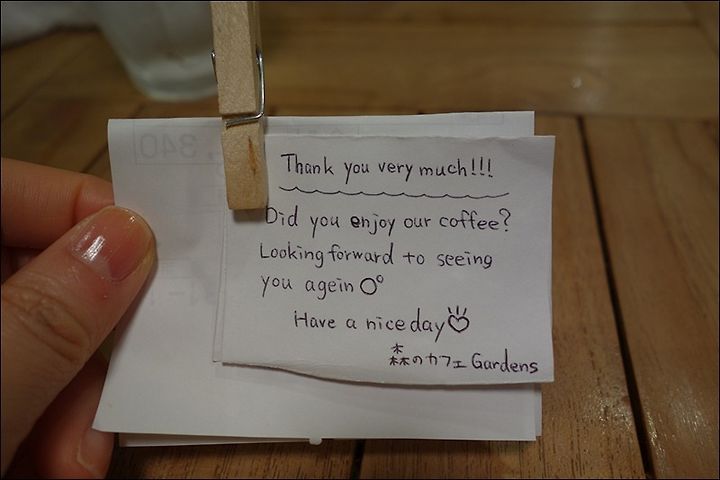 Thank you very much!!!
Did you enjoy our coffee?
Looking forward to seeing
you agein
Have a nice day
森のカフェ Gardens
1,340